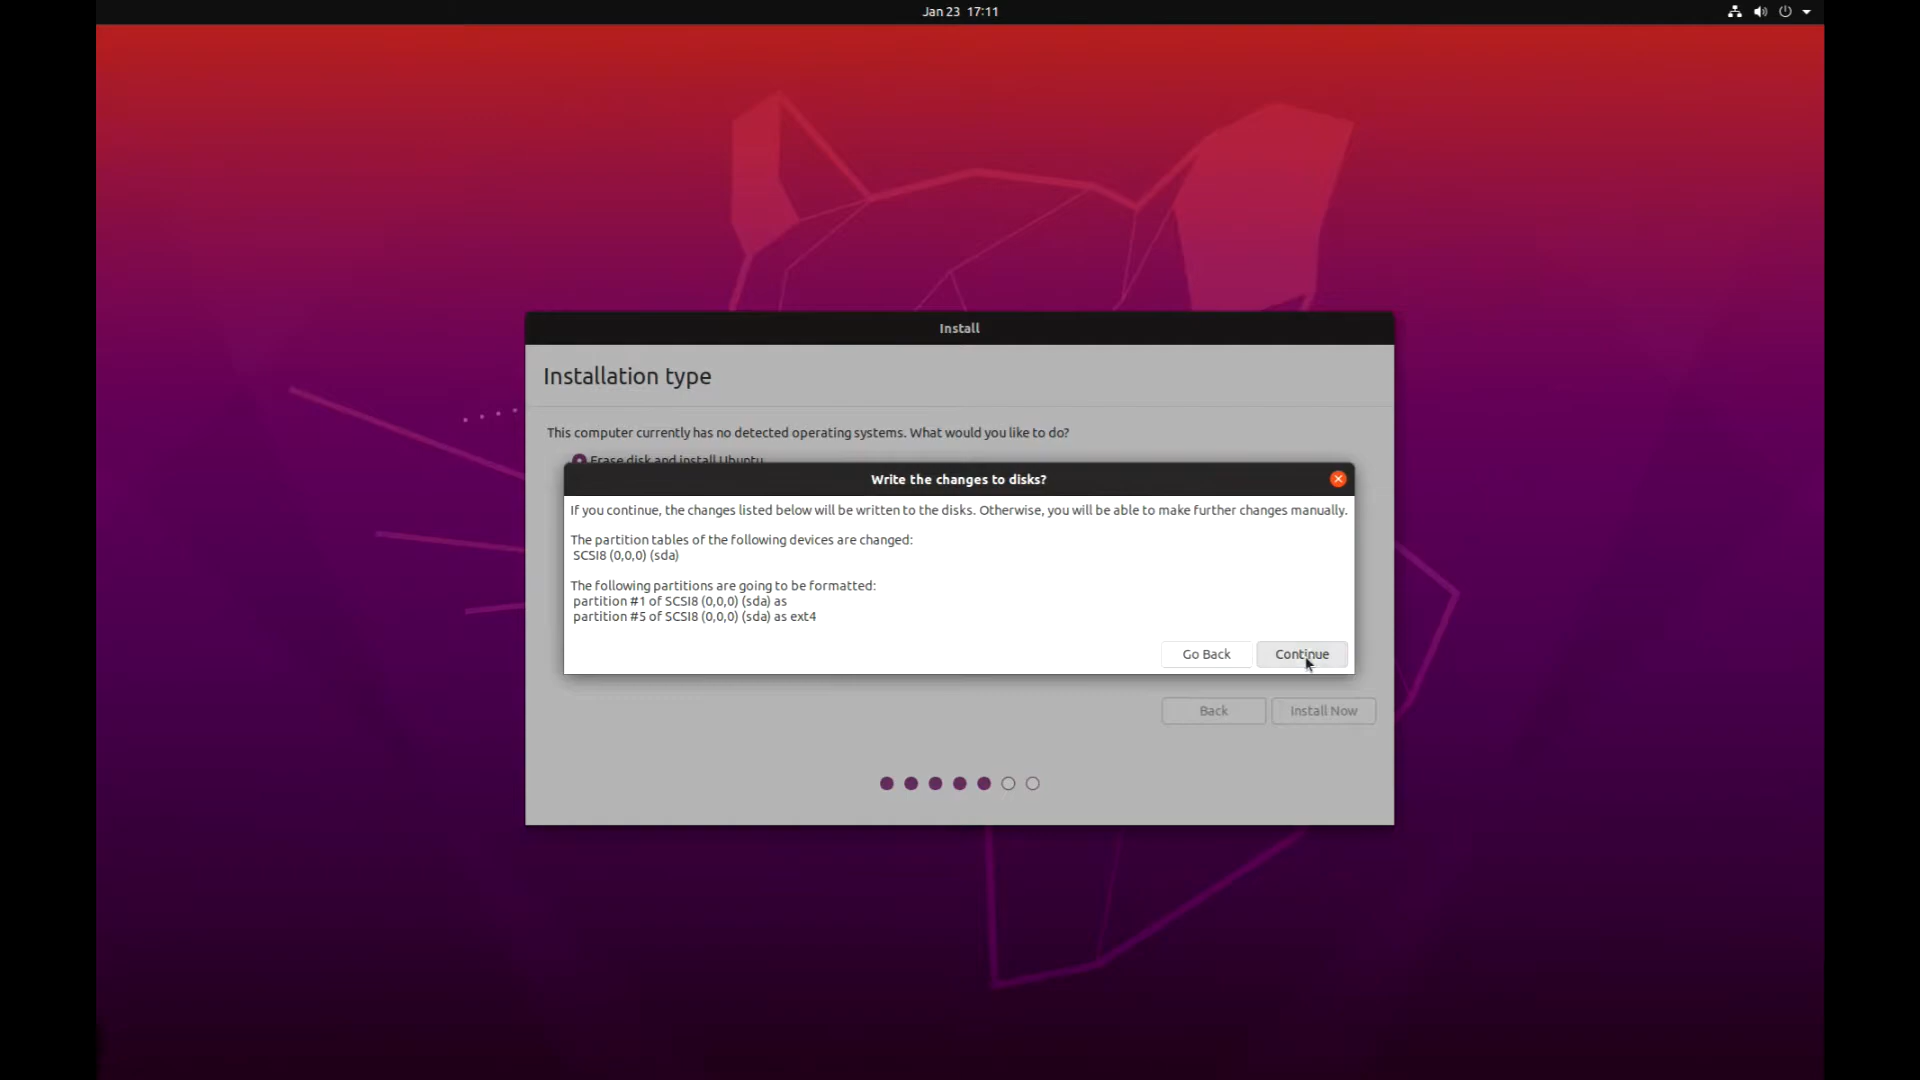 Jan 23 17:11
Install
Installation type
This computer currently has no detected operating systems. What would you like to do?
Erase disk and install Ubuntu
Write the changes to disks?
If you continue, the changes listed below will be written to the disks. Otherwise, you will be able to make further changes manually.
The partition tables of the following devices are changed:
SCSI8 (0,0,0) (sda)
The following partitions are going to be formatted:
partition #1 of SCSI8 (0,0,0) (sda) as
partition #5 of SCSI8 (0,0,0) (sda) as ext4
Go Back Continue
Back Install Now